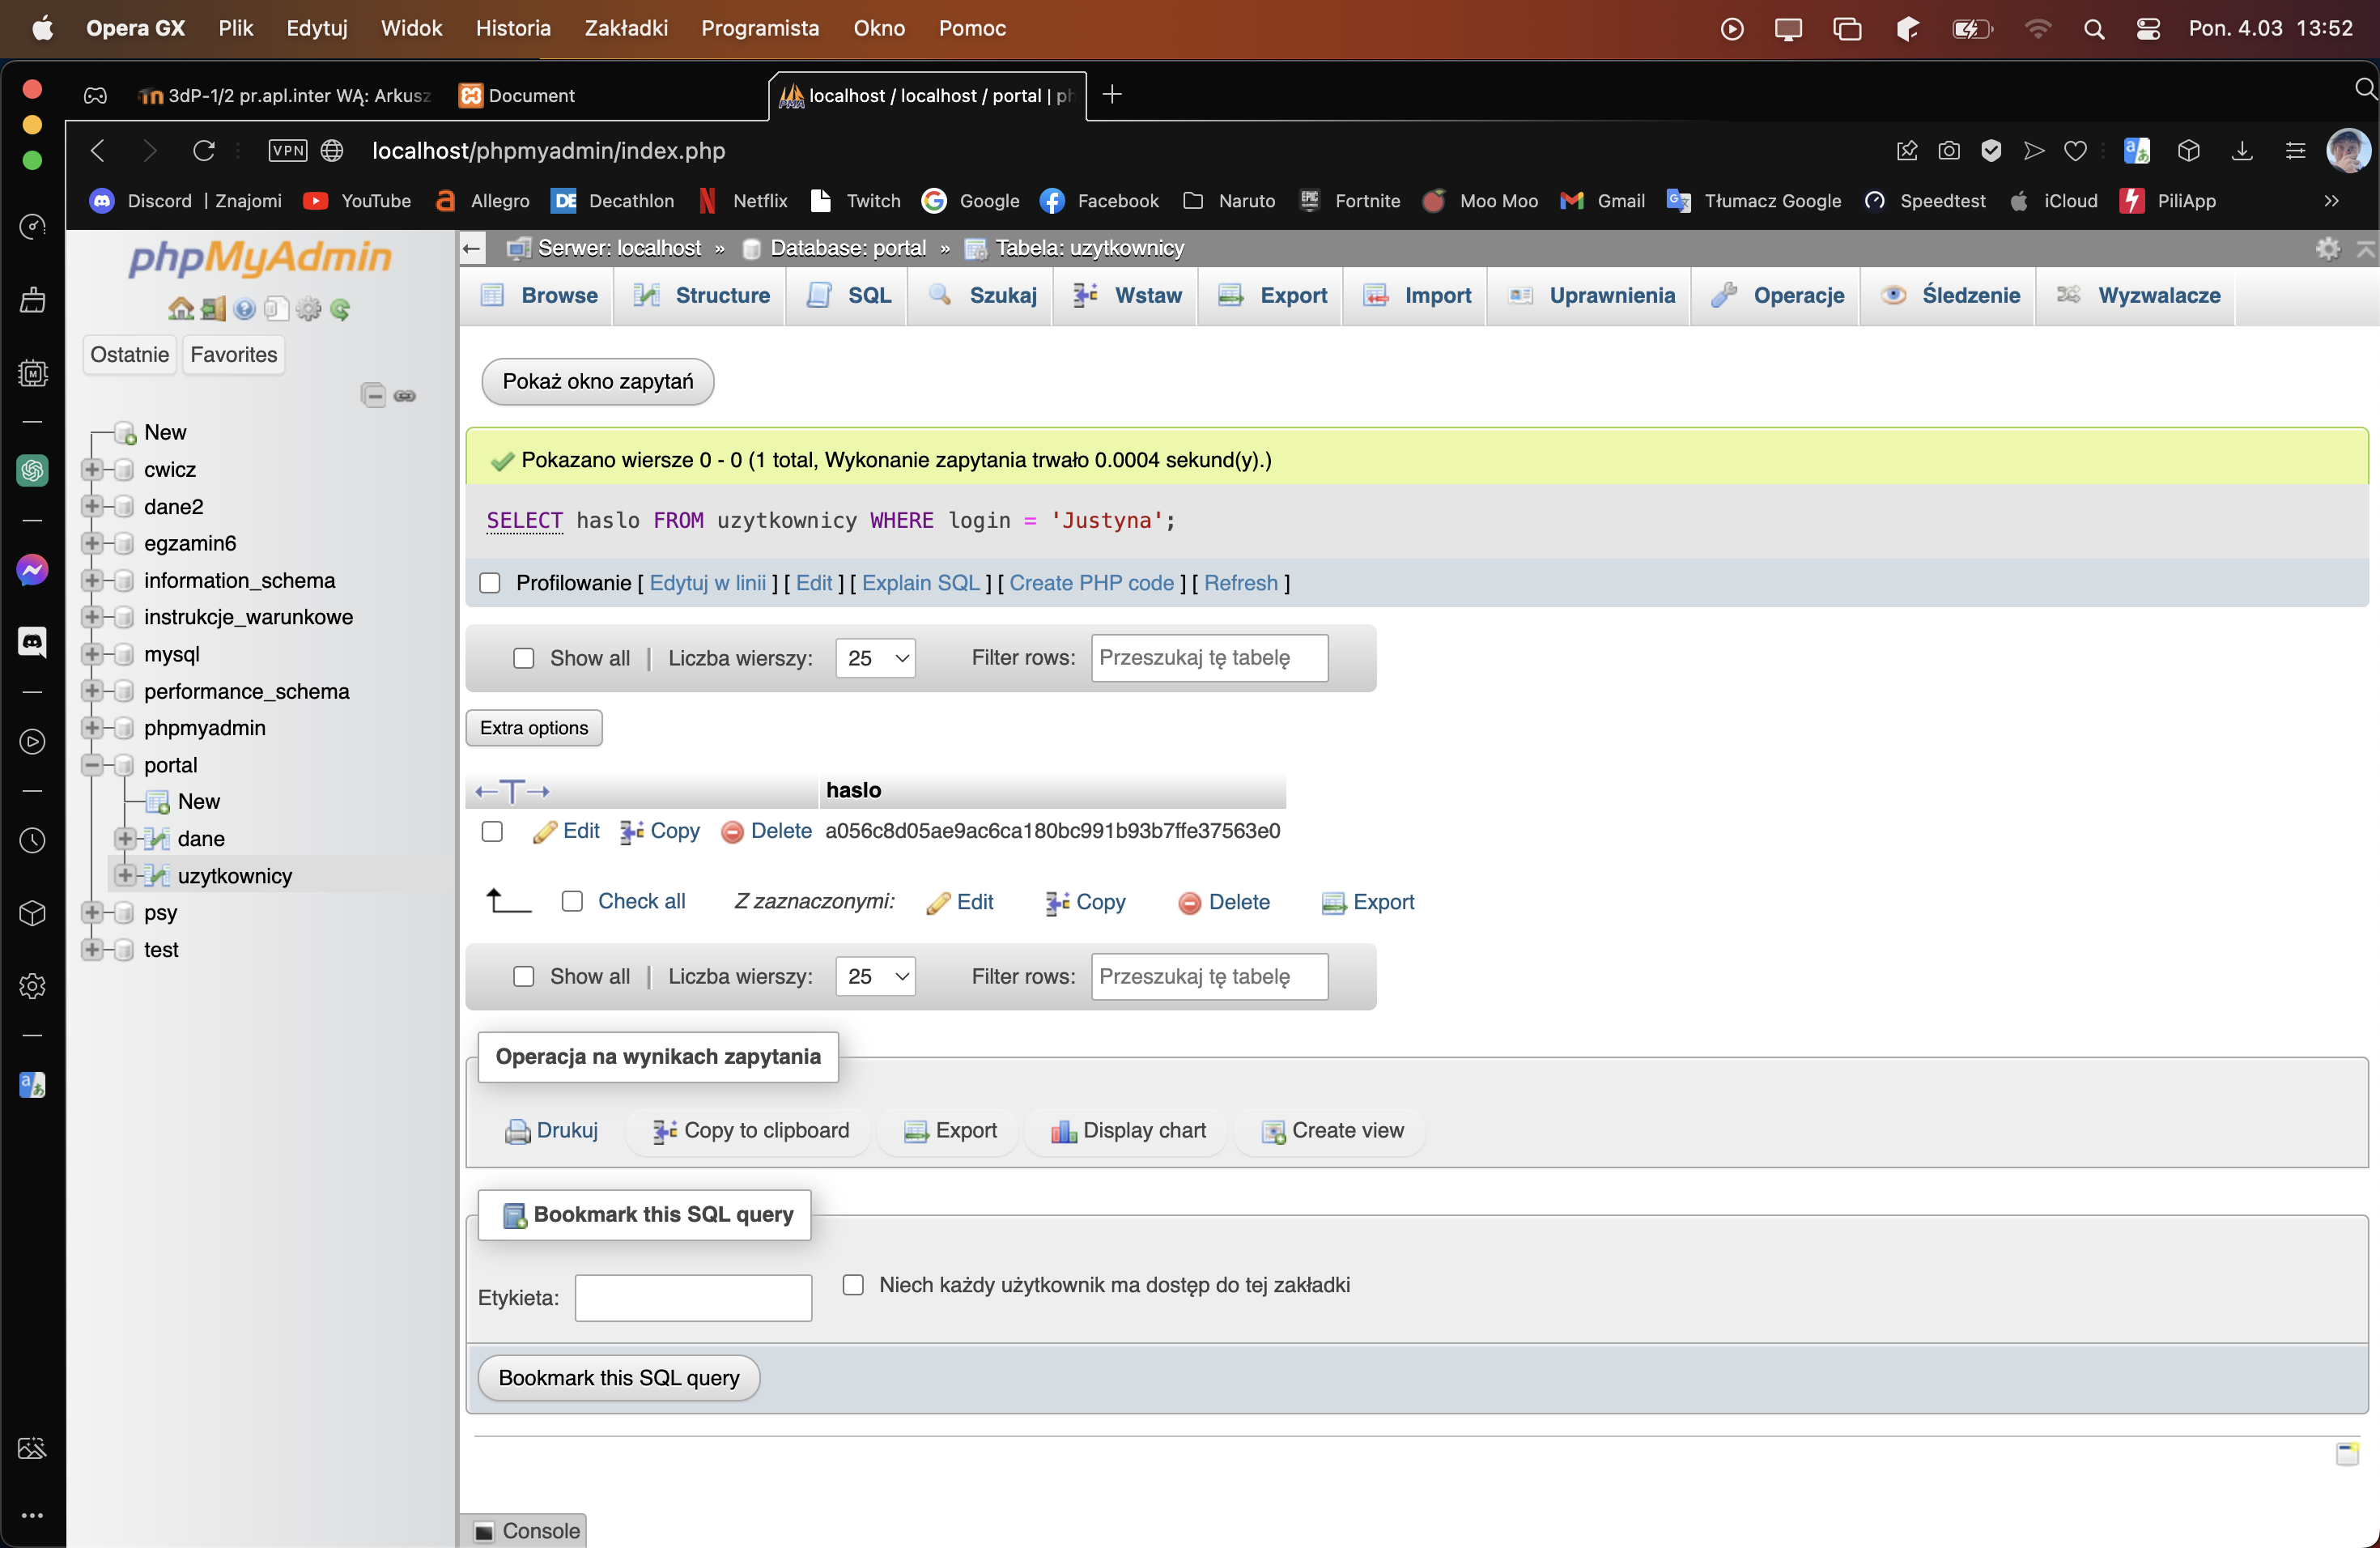 Opera GX Plik Edytuj Widok Historia Zakładki Programista Okno Pomoc Pon. 4.03 13:52
3dP-1/2 pr.apl.inter WĄ: Arkusz Document localhost / localhost / portal | ph
VPN localhost/phpmyadmin/index.php
Discord | Znajomi YouTube Allegro Decathlon Netflix Twitch Google Facebook Naruto Fortnite Moo Moo Gmail Tłumacz Google Speedtest iCloud PiliApp
phpMyAdmin
Ostatnie Favorites
New
cwicz
dane2
egzamin6
information_schema
instrukcje_warunkowe
mysql
performance_schema
phpmyadmin
portal
New
dane
uzytkownicy
psy
test
Serwer: localhost » Database: portal » Tabela: uzytkownicy
Browse Structure SQL Szukaj Wstaw Export Import Uprawnienia Operacje Śledzenie Wyzwalacze
Pokaż okno zapytań
Pokazano wiersze 0 - 0 (1 total, Wykonanie zapytania trwało 0.0004 sekund(y).)
SELECT haslo FROM uzytkownicy WHERE login = 'Justyna';
Profilowanie [ Edytuj w linii ] [ Edit ] [ Explain SQL ] [ Create PHP code ] [ Refresh ]
Show all | Liczba wierszy: 25 Filter rows: Przeszukaj tę tabelę
Extra options
←T→ haslo
Edit Copy Delete a056c8d05ae9ac6ca180bc991b93b7ffe37563e0
Check all Z zaznaczonymi: Edit Copy Delete Export
Show all | Liczba wierszy: 25 Filter rows: Przeszukaj tę tabelę
Operacja na wynikach zapytania
Drukuj Copy to clipboard Export Display chart Create view
Bookmark this SQL query
Etykieta: Niech każdy użytkownik ma dostęp do tej zakładki
Bookmark this SQL query
Console